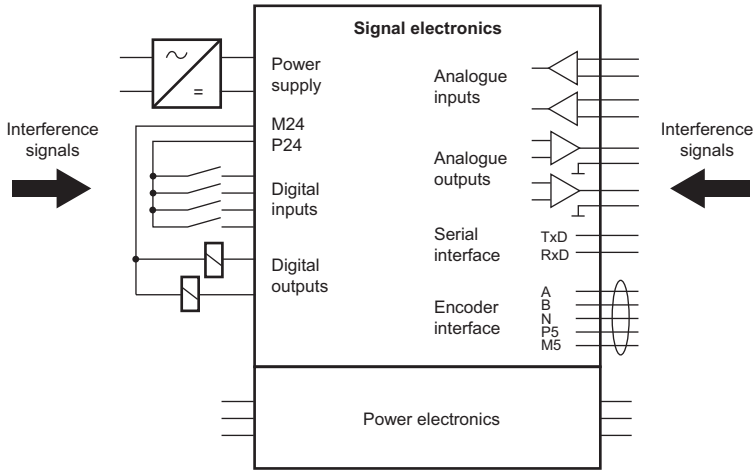 Signal electronics
Interference
signals
=
Power
supply
M24
P24
Digital
inputs
Digital
outputs
Analogue
inputs
Analogue
outputs
Serial
interface
TxD
RxD
Encoder
interface
A
B
N
P5
M5
Interference
signals
Power electronics